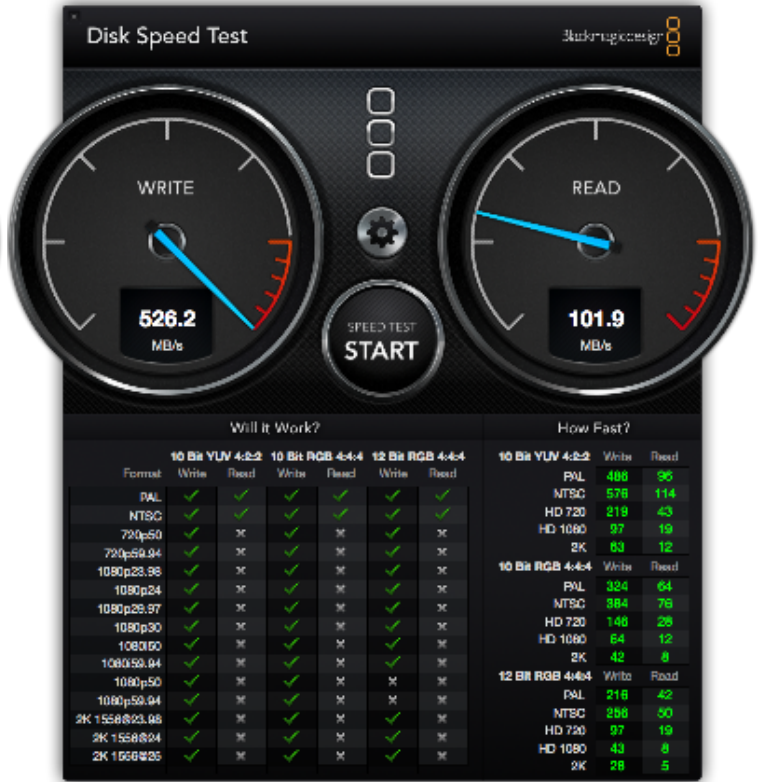 Disk Speed Test
Blackmagicdesign
WRITE
526.2
MB/s
READ
101.9
MB/s
SPEED TEST
START
Will it Work?
10 Bit YUV 4:2:2 10 Bit RGB 4:4:4 12 Bit RGB 4:4:4
Format Write Read Write Read Write Read
PAL
NTSC
720p50
720p59.94
1080p23.98
1080p24
1080p29.97
1080p30
1080i50
1080i59.94
1080p50
1080p59.94
2K 1556@23.98
2K 1556@24
2K 1556@25
How Fast?
10 Bit YUV 4:2:2 Write Read
PAL 486 96
NTSC 576 114
HD 720 219 43
HD 1080 97 19
2K 63 12
10 Bit RGB 4:4:4 Write Read
PAL 324 64
NTSC 384 76
HD 720 146 28
HD 1080 64 12
2K 42 8
12 Bit RGB 4:4:4 Write Read
PAL 216 42
NTSC 256 50
HD 720 97 19
HD 1080 43 8
2K 28 5